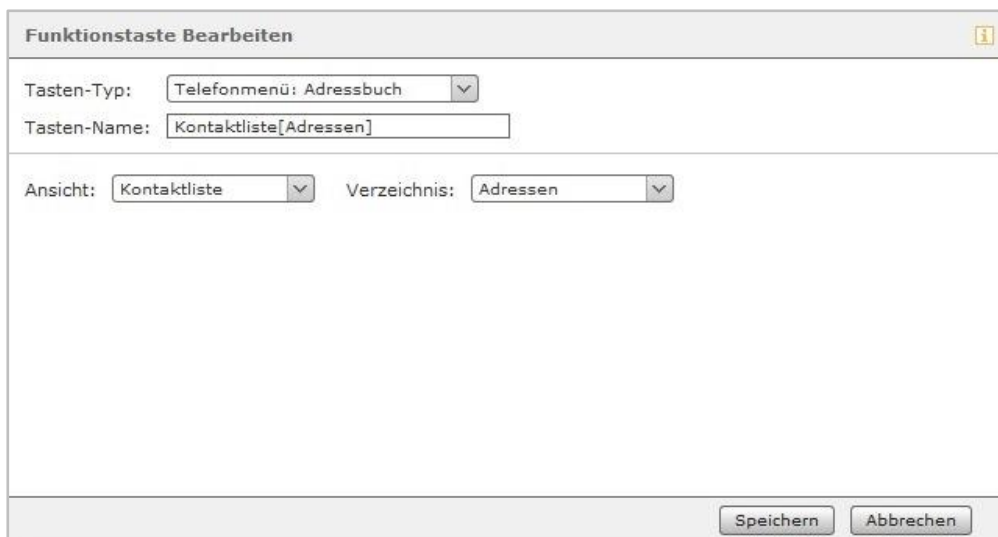 Funktionstaste Bearbeiten
Tasten-Typ: Telefonmenü: Adressbuch
Tasten-Name: Kontaktliste[Adressen]
Ansicht: Kontaktliste Verzeichnis: Adressen
Speichern Abbrechen